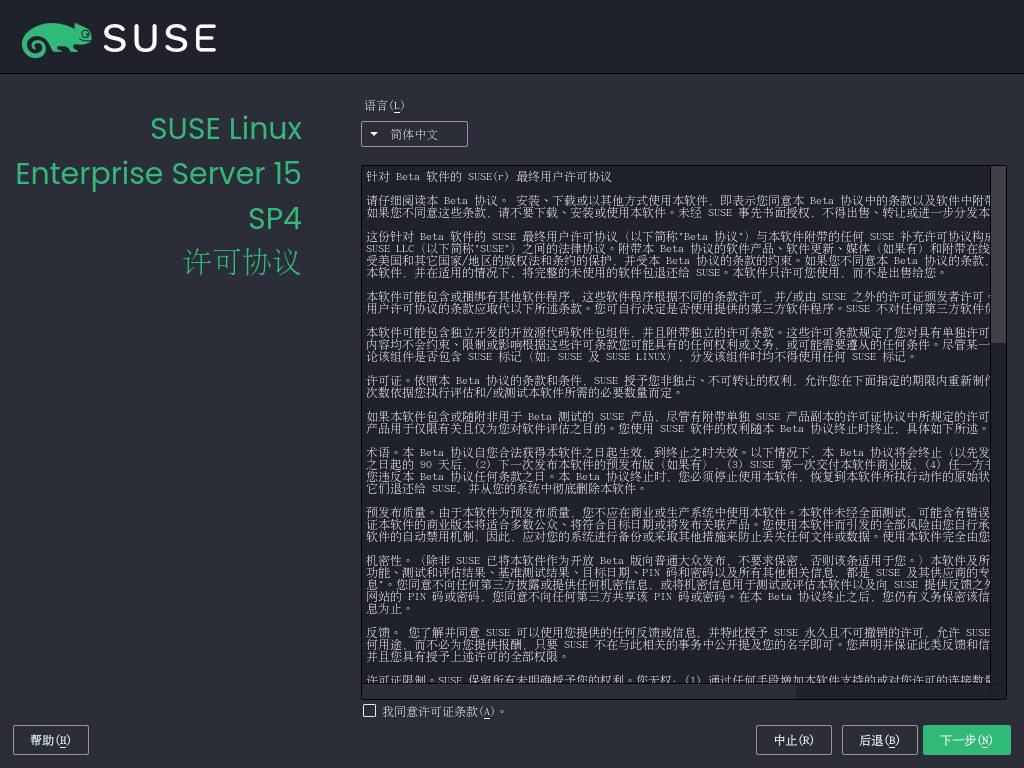 SUSE
SUSE Linux
Enterprise Server 15
SP4
许可协议
语言(L)
简体中文
针对 Beta 软件的 SUSE(r) 最终用户许可协议
请仔细阅读本 Beta 协议。 安装、下载或以其他方式使用本软件，即表示您同意本 Beta 协议中的条款以及软件中附带
如果您不同意这些条款，请不要下载、安装或使用本软件。未经 SUSE 事先书面授权，不得出售、转让或进一步分发本
这份针对 Beta 软件的 SUSE 最终用户许可协议（以下简称"Beta 协议"）与本软件附带的任何 SUSE 补充许可协议构成
SUSE LLC（以下简称"SUSE"）之间的法律协议。附带本 Beta 协议的软件产品、软件更新、媒体（如果有）和附带在线
受美国和其它国家/地区的版权法和条约的保护，并受本 Beta 协议的条款的约束。如果您不同意本 Beta 协议的条款，
本软件，并在适用的情况下，将完整的未使用的软件包退还给 SUSE。本软件只许可您使用，而不是出售给您。
本软件可能包含或捆绑有其他软件程序，这些软件程序根据不同的条款许可，并/或由 SUSE 之外的许可证颁发者许可。
用户许可协议的条款应取代以下所述条款。您可自行决定是否使用提供的第三方软件程序。SUSE 不对任何第三方软件负
本软件可能包含独立开发的开放源代码软件包组件，并且附带独立的许可条款。这些许可条款规定了您对具有单独许可
内容均不会约束、限制或影响根据这些许可条款您可能具有的任何权利或义务，或可能需要遵从的任何条件。尽管某一
论该组件是否包含 SUSE 标记（如：SUSE 及 SUSE LINUX），分发该组件时均不得使用任何 SUSE 标记。
许可证。依照本 Beta 协议的条款和条件，SUSE 授予您非独占、不可转让的权利，允许您在下面指定的期限内重新制作
次数依据您执行评估和/或测试本软件所需的必要数量而定。
如果本软件包含或随附非用于 Beta 测试的 SUSE 产品，尽管有附带单独 SUSE 产品副本的许可证协议中所规定的许可
产品用于仅限有关且仅为您对软件评估之目的。您使用 SUSE 软件的权利随本 Beta 协议终止时终止，具体如下所述。
术语。本 Beta 协议自您合法获得本软件之日起生效，到终止之时失效。以下情况下，本 Beta 协议将会终止（以先发
之日起的 90 天后，(2) 下一次发布本软件的预发布版（如果有），(3) SUSE 第一次交付本软件商业版，(4) 任一方于
您违反本 Beta 协议任何条款之日。本 Beta 协议终止时，您必须停止使用本软件，恢复到本软件所执行动作的原始状
它们退还给 SUSE，并从您的系统中彻底删除本软件。
预发布质量。由于本软件为预发布质量，您不应在商业或生产系统中使用本软件。本软件未经全面测试，可能含有错误
证本软件的商业版本将适合多数公众、将符合目标日期或将发布关联产品。您使用本软件而引发的全部风险由您自行承
软件的自动禁用机制，因此，应对您的系统进行备份或采取其他措施来防止丢失任何文件或数据。使用本软件完全由您
机密性。（除非 SUSE 已将本软件作为开放 Beta 版向普通大众发布，不要求保密，否则该条适用于您。）本软件及所
功能、测试和评估结果、基准测试结果、目标日期、PIN 码和密码以及所有其他相关信息，都是 SUSE 及其供应商的专
息"。您同意不向任何第三方披露或提供任何机密信息，或将机密信息用于测试或评估本软件以及向 SUSE 提供反馈之外
网站的 PIN 码或密码，您同意不向任何第三方共享该 PIN 码或密码。在本 Beta 协议终止之后，您仍有义务保密该信
息为止。
反馈。 您了解并同意 SUSE 可以使用您提供的任何反馈或信息，并特此授予 SUSE 永久且不可撤销的许可，允许 SUSE
何用途，而不必为您提供报酬，只要 SUSE 不在与此相关的事务中公开提及您的名字即可。您声明并保证此类反馈和信
并且您具有授予上述许可的全部权限。
许可证限制。SUSE 保留所有未明确授予您的权利。您无权：(1) 通过任何手段增加本软件支持的或对您许可的连接数量
我同意许可证条款(A)。
帮助(H)
中止(R)
后退(B)
下一步(N)